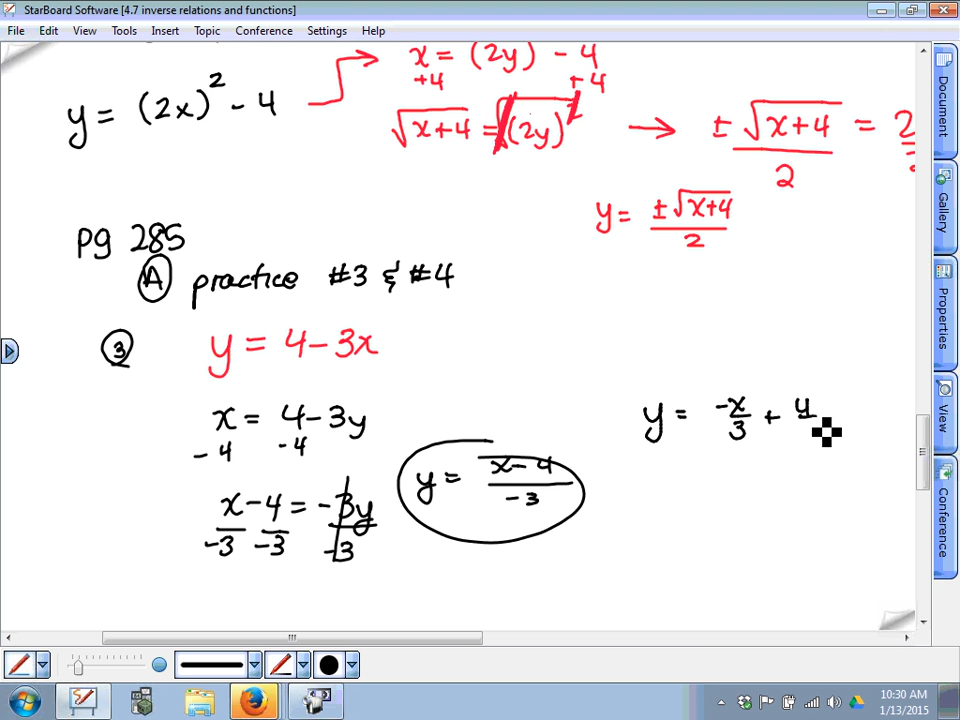 StarBoard Software [4.7 inverse relations and functions]
File Edit View Tools Insert Topic Conference Settings Help
x = (2y) - 4
+4 +4
y = (2x)² - 4
√x+4 = √(2y)²
± √x+4 = 2
2
y = ±√x+4
2
pg 285
A practice #3 & #4
3 y = 4 - 3x
x = 4 - 3y
-4 -4
y = -x/3 + 4
y = x - 4
-3
x - 4 = -3y
-3 -3 -3
Document
Gallery
Properties
View
Conference
10:30 AM
1/13/2015